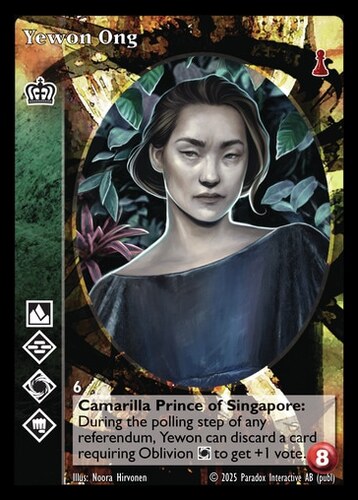 Yewon Ong
6
Camarilla Prince of Singapore:
During the polling step of any
referendum, Yewon can discard a card
requiring Oblivion to get +1 vote.
8
Illus: Noora Hirvonen
© 2025 Paradox Interactive AB (publ)